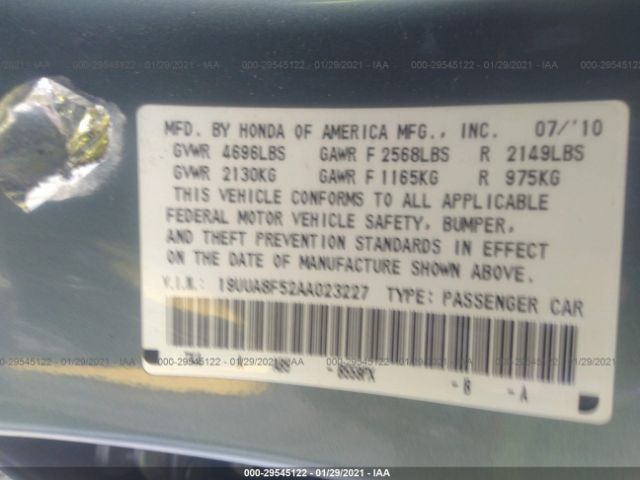 000-29545122 - 01/29/2021 - IAA
000-29545122 - 01/29/2021 - IAA
000-29545122 - 01/29/2021 - IAA
MFD. BY HONDA OF AMERICA MFG., INC. 07/'10
GVWR 4696LBS GAWR F 2568LBS R 2149LBS
GVWR 2130KG GAWR F 1165KG R 975KG
THIS VEHICLE CONFORMS TO ALL APPLICABLE
FEDERAL MOTOR VEHICLE SAFETY, BUMPER,
AND THEFT PREVENTION STANDARDS IN EFFECT
ON THE DATE OF MANUFACTURE SHOWN ABOVE.
V.I.N.: 19UUA8F52AA023227 TYPE: PASSENGER CAR
000-29545122 - 01/29/2021 - IAA
000-29545122 - 01/29/2021 - IAA
000-29545122 - 01/29/2021 - IAA
- B558PX - B - A
000-29545122 - 01/29/2021 - IAA